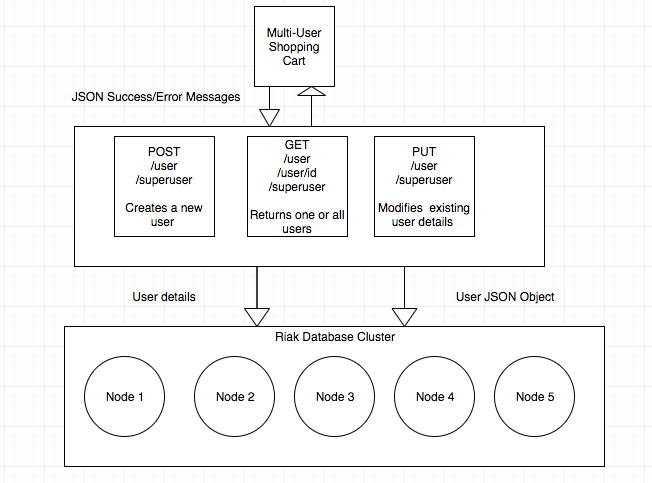 Multi-User
Shopping
Cart
JSON Success/Error Messages
POST
/user
/superuser
Creates a new
user
GET
/user
/user/id
/superuser
Returns one or all
users
PUT
/user
/superuser
Modifies existing
user details
User details
User JSON Object
Riak Database Cluster
Node 1
Node 2
Node 3
Node 4
Node 5